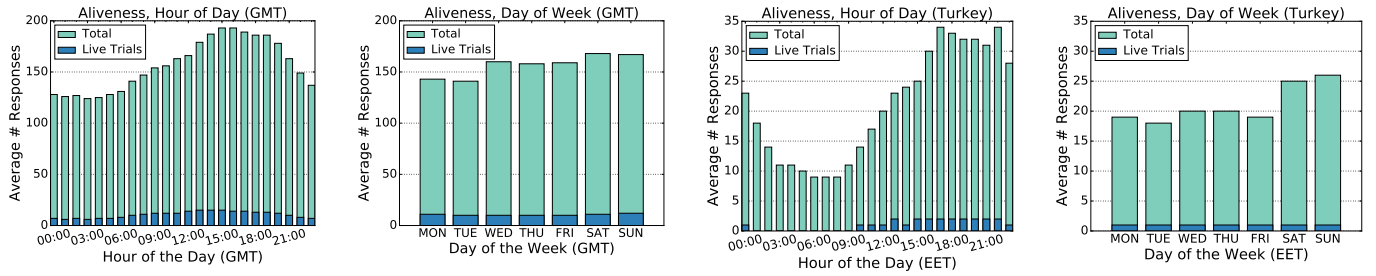 Aliveness, Hour of Day (GMT)
Average # Responses
200
150
100
50
0
Total
Live Trials
00:00 03:00 06:00 09:00 12:00 15:00 18:00 21:00
Hour of the Day (GMT)
Aliveness, Day of Week (GMT)
Average # Responses
200
150
100
50
0
Total
Live Trials
MON TUE WED THU FRI SAT SUN
Day of the Week (GMT)
Aliveness, Hour of Day (Turkey)
Average # Responses
35
30
25
20
15
10
5
0
Total
Live Trials
00:00 03:00 06:00 09:00 12:00 15:00 18:00 21:00
Hour of the Day (EET)
Aliveness, Day of Week (Turkey)
Average # Responses
35
30
25
20
15
10
5
0
Total
Live Trials
MON TUE WED THU FRI SAT SUN
Day of the Week (EET)